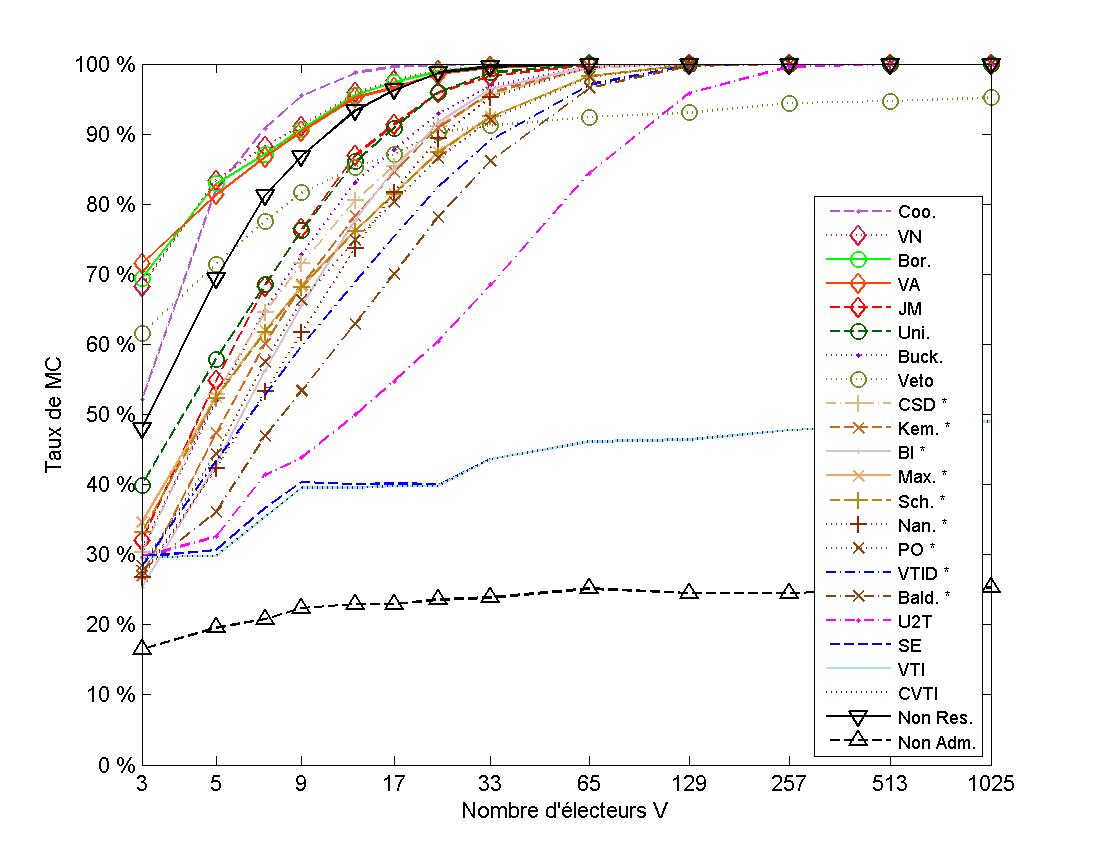 100 %
90 %
80 %
70 %
60 %
50 %
40 %
30 %
20 %
10 %
0 %
Taux de MC
3 5 9 17 33 65 129 257 513 1025
Nombre d'électeurs V
Coo.
VN
Bor.
VA
JM
Uni.
Buck.
Veto
CSD *
Kem. *
BI *
Max. *
Sch. *
Nan. *
PO *
VTID *
Bald. *
U2T
SE
VTI
CVTI
Non Res.
Non Adm.